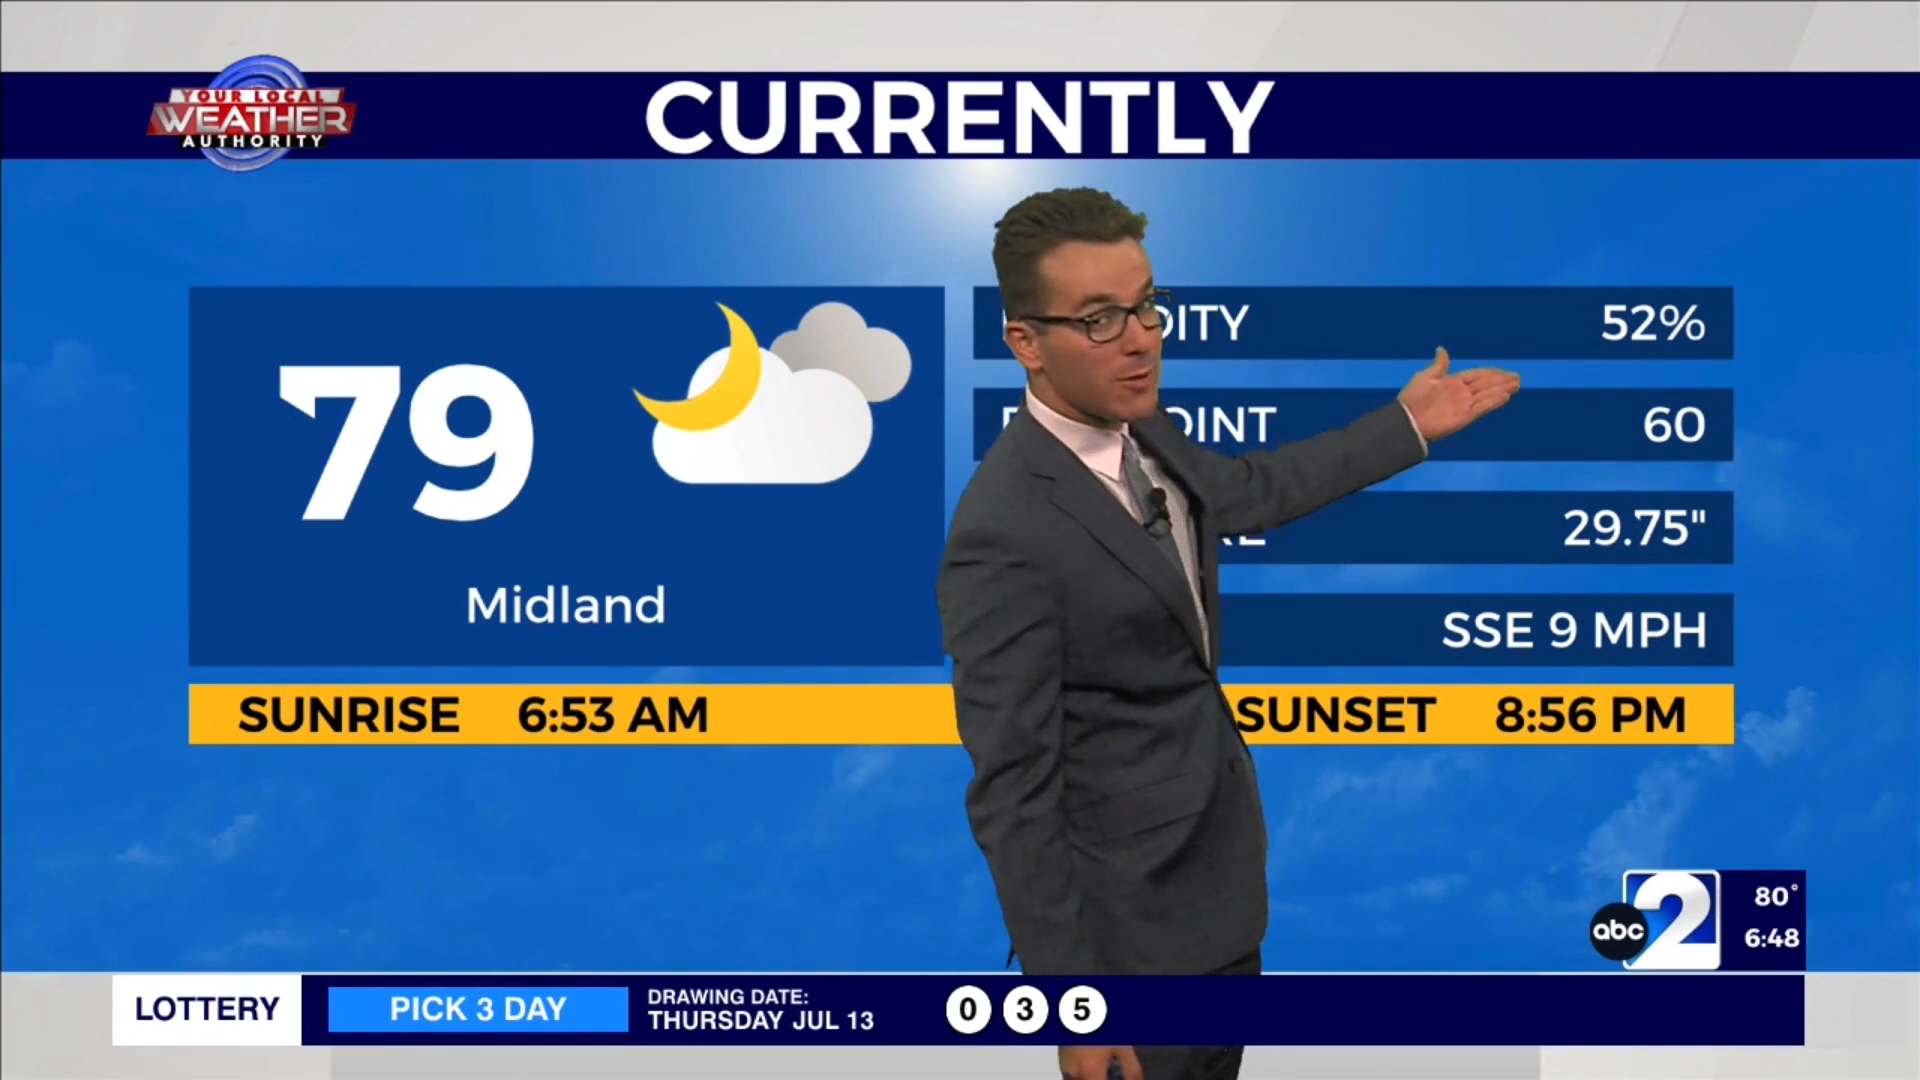 YOUR LOCAL
WEATHER
AUTHORITY
CURRENTLY
79
Midland
52%
60
29.75"
SSE 9 MPH
SUNRISE 6:53 AM
SUNSET 8:56 PM
abc 2
80°
6:48
LOTTERY
PICK 3 DAY
DRAWING DATE:
THURSDAY JUL 13
0 3 5